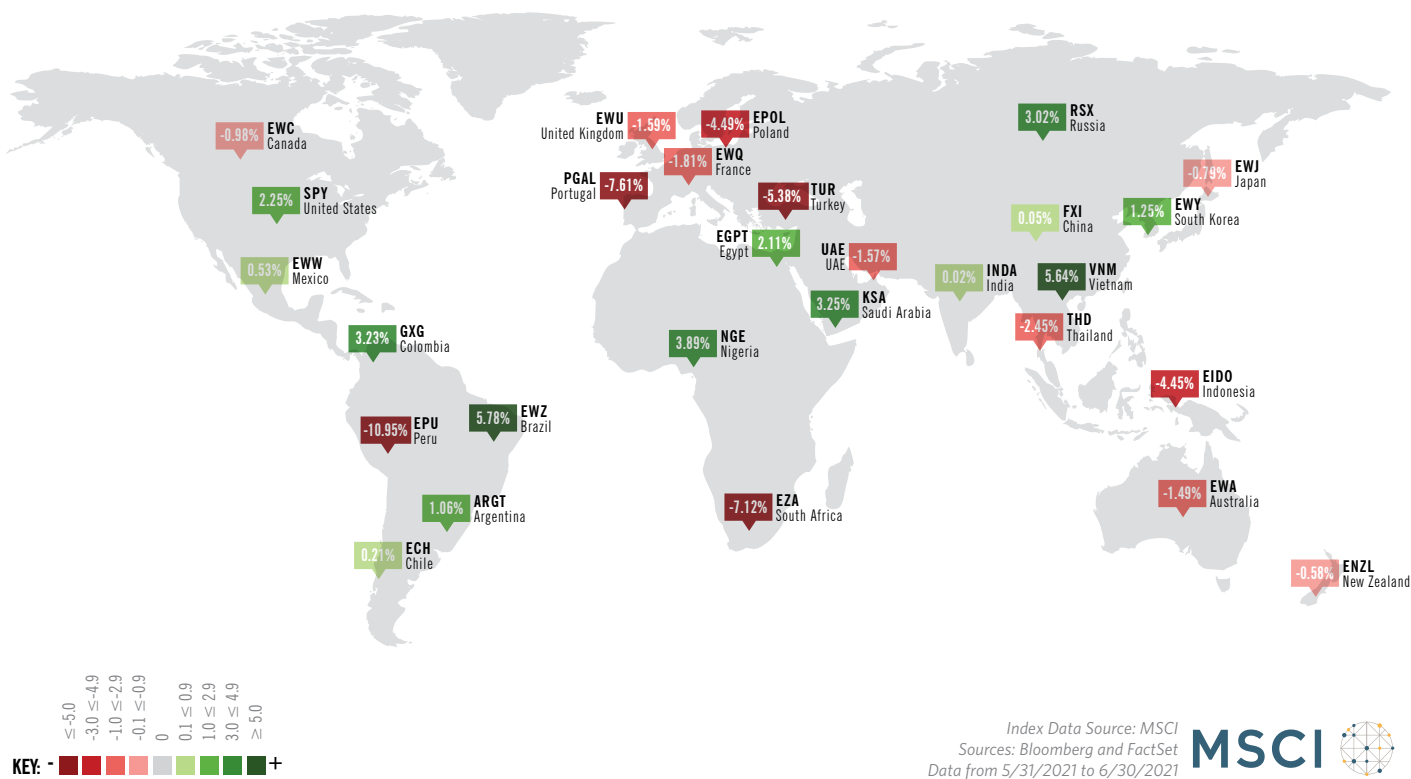 -0.98%
EWC
Canada
2.25%
SPY
United States
0.53%
EWW
Mexico
3.23%
GXG
Colombia
-10.95%
EPU
Peru
5.78%
EWZ
Brazil
1.06%
ARGT
Argentina
0.21%
ECH
Chile
EWU
United Kingdom
-1.59%
-4.49%
EPOL
Poland
-1.81%
EWQ
France
PGAL
Portugal
-7.61%
-5.38%
TUR
Turkey
EGPT
Egypt
2.11%
UAE
UAE
-1.57%
3.25%
KSA
Saudi Arabia
3.89%
NGE
Nigeria
-7.12%
EZA
South Africa
3.02%
RSX
Russia
-0.79%
EWJ
Japan
0.05%
FXI
China
1.25%
EWY
South Korea
0.02%
INDA
India
5.64%
VNM
Vietnam
-2.45%
THD
Thailand
-4.45%
EIDO
Indonesia
-1.49%
EWA
Australia
-0.58%
ENZL
New Zealand
≤ -5.0
-3.0 ≤ -4.9
-1.0 ≤ -2.9
-0.1 ≤ -0.9
0
0.1 ≤ 0.9
1.0 ≤ 2.9
3.0 ≤ 4.9
≥ 5.0
KEY: - +
Index Data Source: MSCI
Sources: Bloomberg and FactSet
Data from 5/31/2021 to 6/30/2021
MSCI